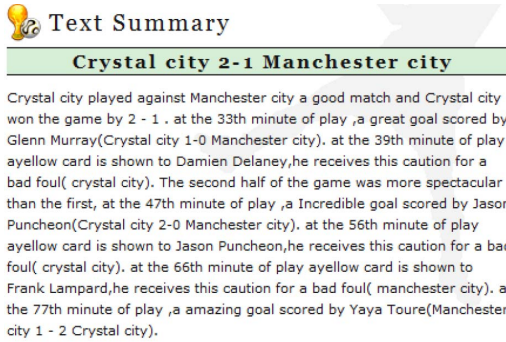 Text Summary
Crystal city 2-1 Manchester city
Crystal city played against Manchester city a good match and Crystal city
won the game by 2 - 1 . at the 33th minute of play ,a great goal scored by
Glenn Murray(Crystal city 1-0 Manchester city). at the 39th minute of play
ayellow card is shown to Damien Delaney,he receives this caution for a
bad foul( crystal city). The second half of the game was more spectacular
than the first, at the 47th minute of play ,a Incredible goal scored by Jason
Puncheon(Crystal city 2-0 Manchester city). at the 56th minute of play
ayellow card is shown to Jason Puncheon,he receives this caution for a bad
foul( crystal city). at the 66th minute of play ayellow card is shown to
Frank Lampard,he receives this caution for a bad foul( manchester city). a
the 77th minute of play ,a amazing goal scored by Yaya Toure(Manchester
city 1 - 2 Crystal city).